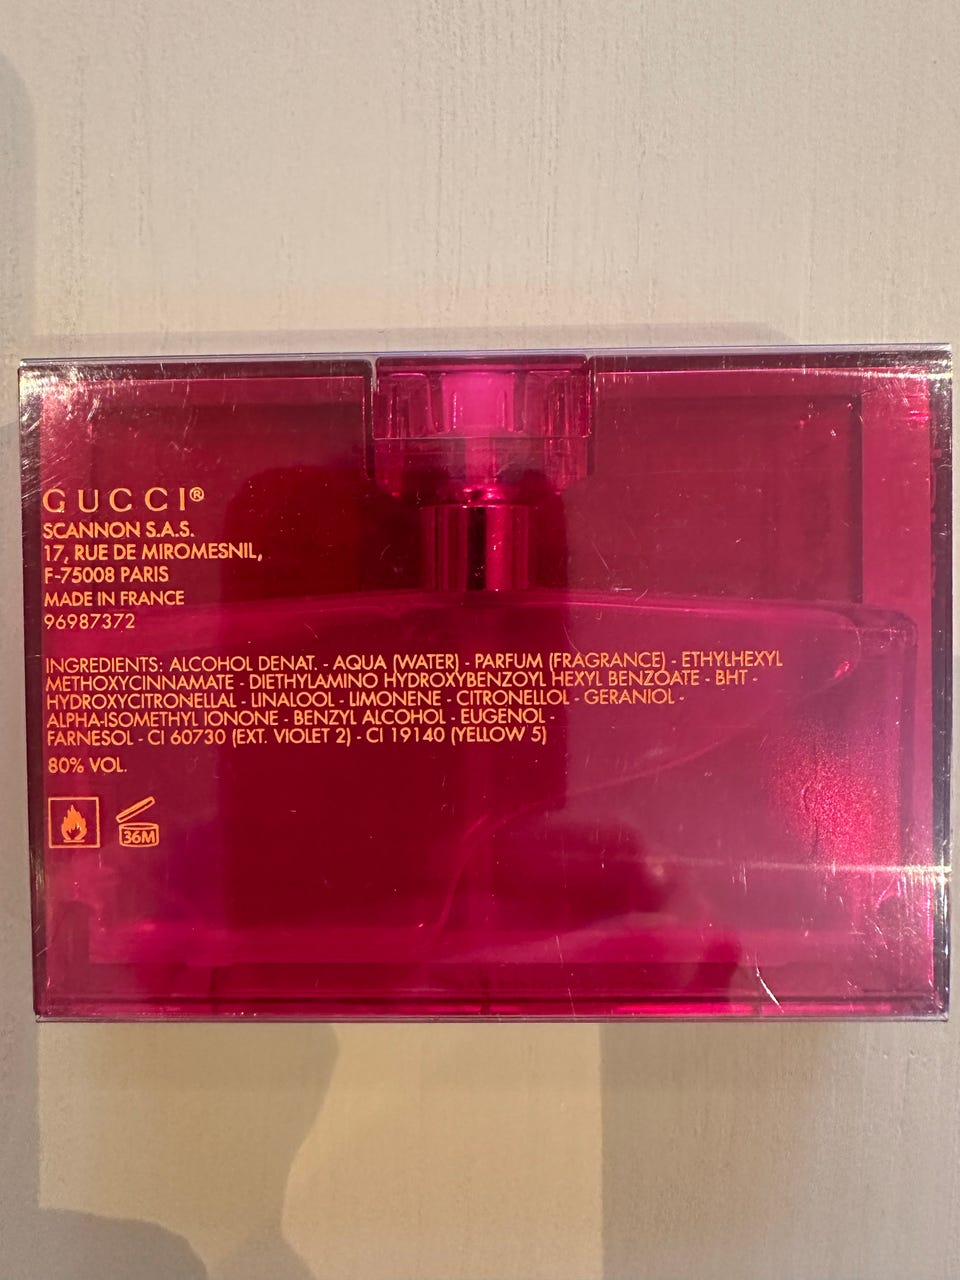 GUCCI®
SCANNON S.A.S.
17, RUE DE MIROMESNIL,
F-75008 PARIS
MADE IN FRANCE
96987372
INGREDIENTS: ALCOHOL DENAT. - AQUA (WATER) - PARFUM (FRAGRANCE) - ETHYLHEXYL
METHOXYCINNAMATE - DIETHYLAMINO HYDROXYBENZOYL HEXYL BENZOATE - BHT -
HYDROXYCITRONELLAL - LINALOOL - LIMONENE - CITRONELLOL - GERANIOL -
ALPHA-ISOMETHYL IONONE - BENZYL ALCOHOL - EUGENOL -
FARNESOL - CI 60730 (EXT. VIOLET 2) - CI 19140 (YELLOW 5)
80% VOL.
36M